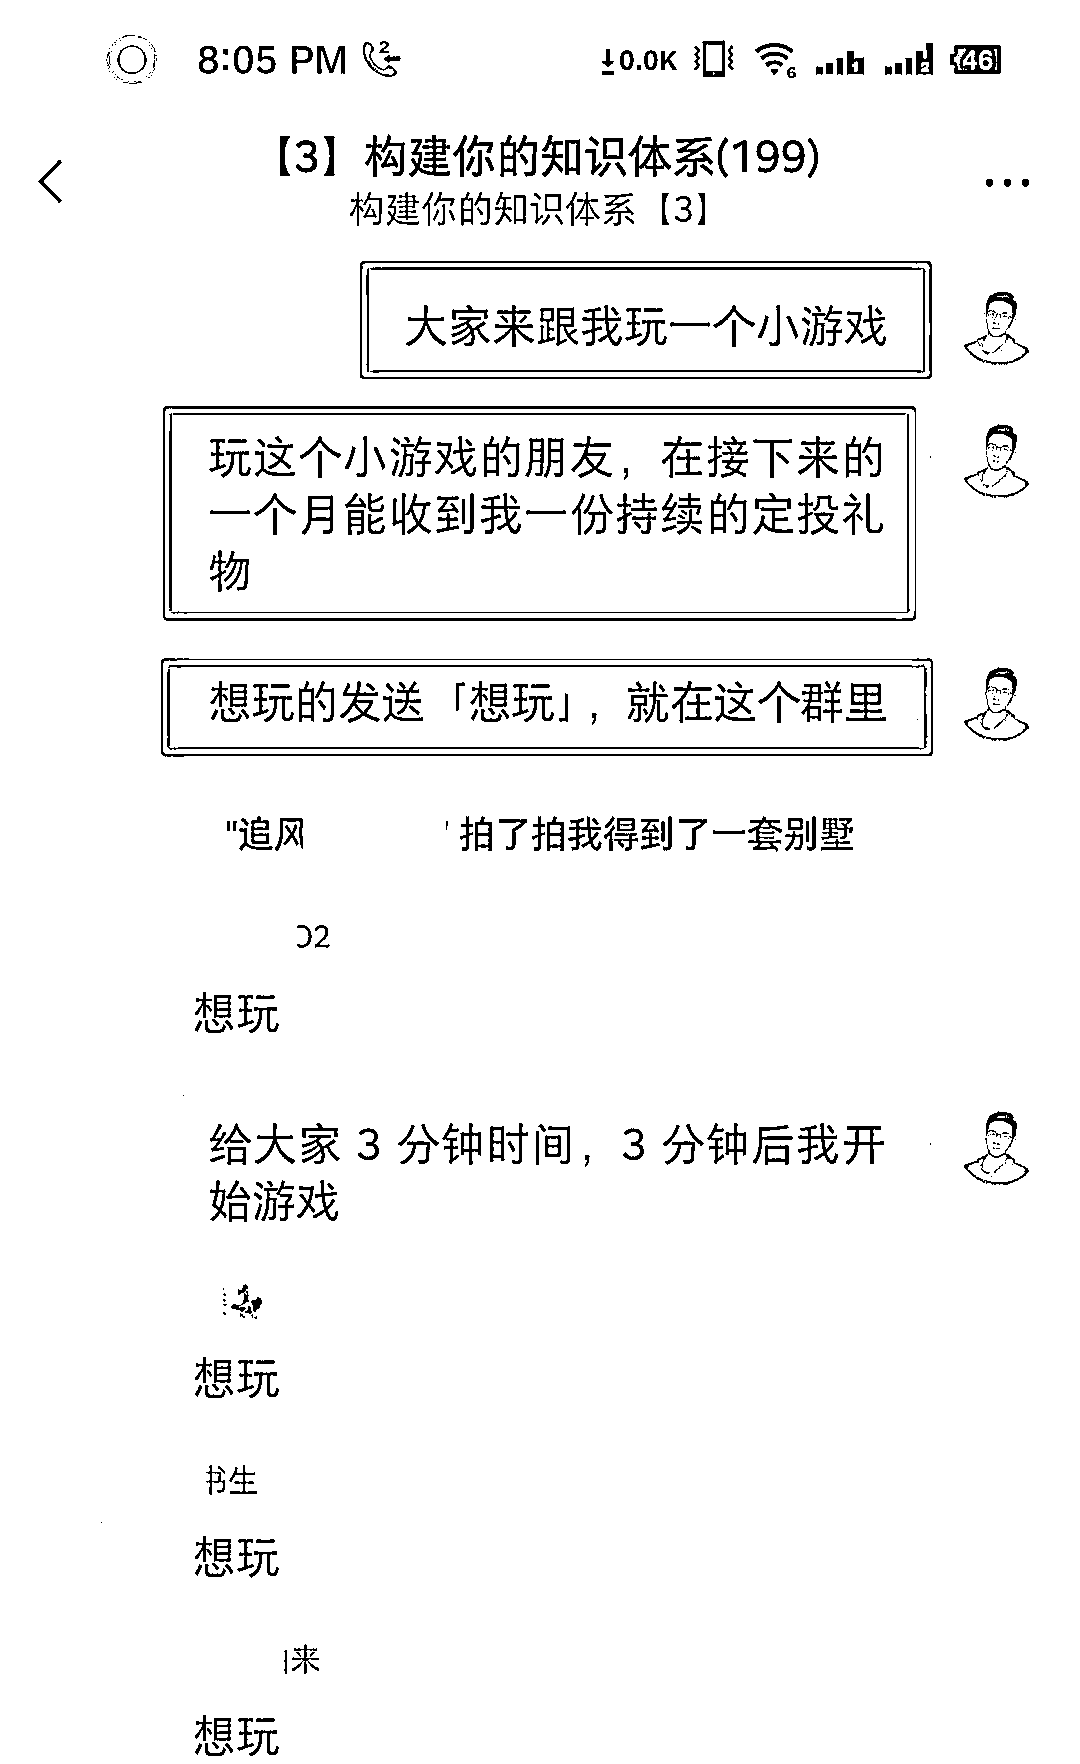 8:05 PM 2 0.0K 6 1 2 46
【3】构建你的知识体系(199)
构建你的知识体系【3】
大家来跟我玩一个小游戏
玩这个小游戏的朋友，在接下来的
一个月能收到我一份持续的定投礼
物
想玩的发送「想玩」，就在这个群里
"追风 ' 拍了拍我得到了一套别墅
02
想玩
给大家 3 分钟时间，3 分钟后我开
始游戏
想玩
书生
想玩
来
想玩